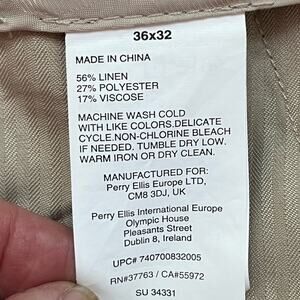 36x32
MADE IN CHINA
56% LINEN
27% POLYESTER
17% VISCOSE
MACHINE WASH COLD
WITH LIKE COLORS.DELICATE
CYCLE.NON-CHLORINE BLEACH
IF NEEDED. TUMBLE DRY LOW.
WARM IRON OR DRY CLEAN.
MANUFACTURED FOR:
Perry Ellis Europe LTD,
CM8 3DJ, UK
Perry Ellis International Europe
Olympic House
Pleasants Street
Dublin 8, Ireland
UPC# 740700832005
RN#37763 / CA#55972
SU 34331